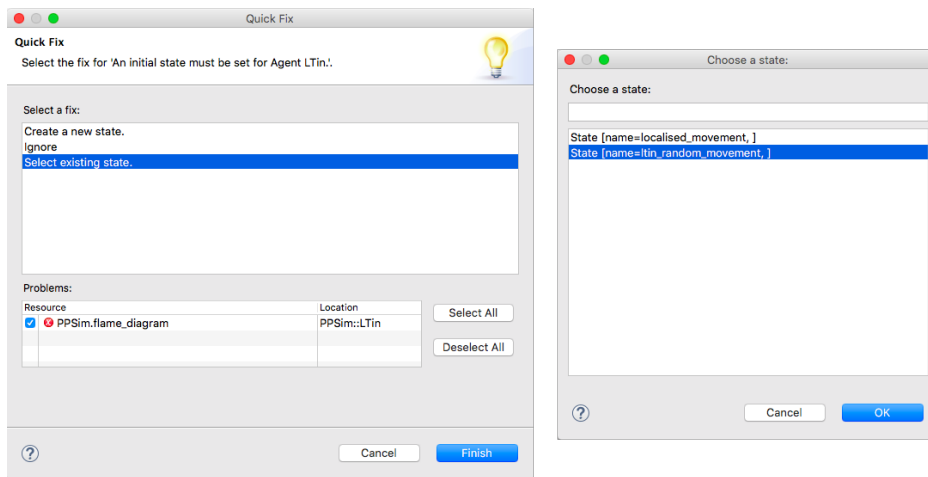 Quick Fix
Quick Fix
Select the fix for 'An initial state must be set for Agent LTin.'.
Select a fix:
Create a new state.
Ignore
Select existing state.
Problems:
Resource
Location
PPSim.flame_diagram
PPSim::LTin
Select All
Deselect All
?
Cancel
Finish
Choose a state:
Choose a state:
State [name=localised_movement, ]
State [name=ltin_random_movement, ]
?
Cancel
OK